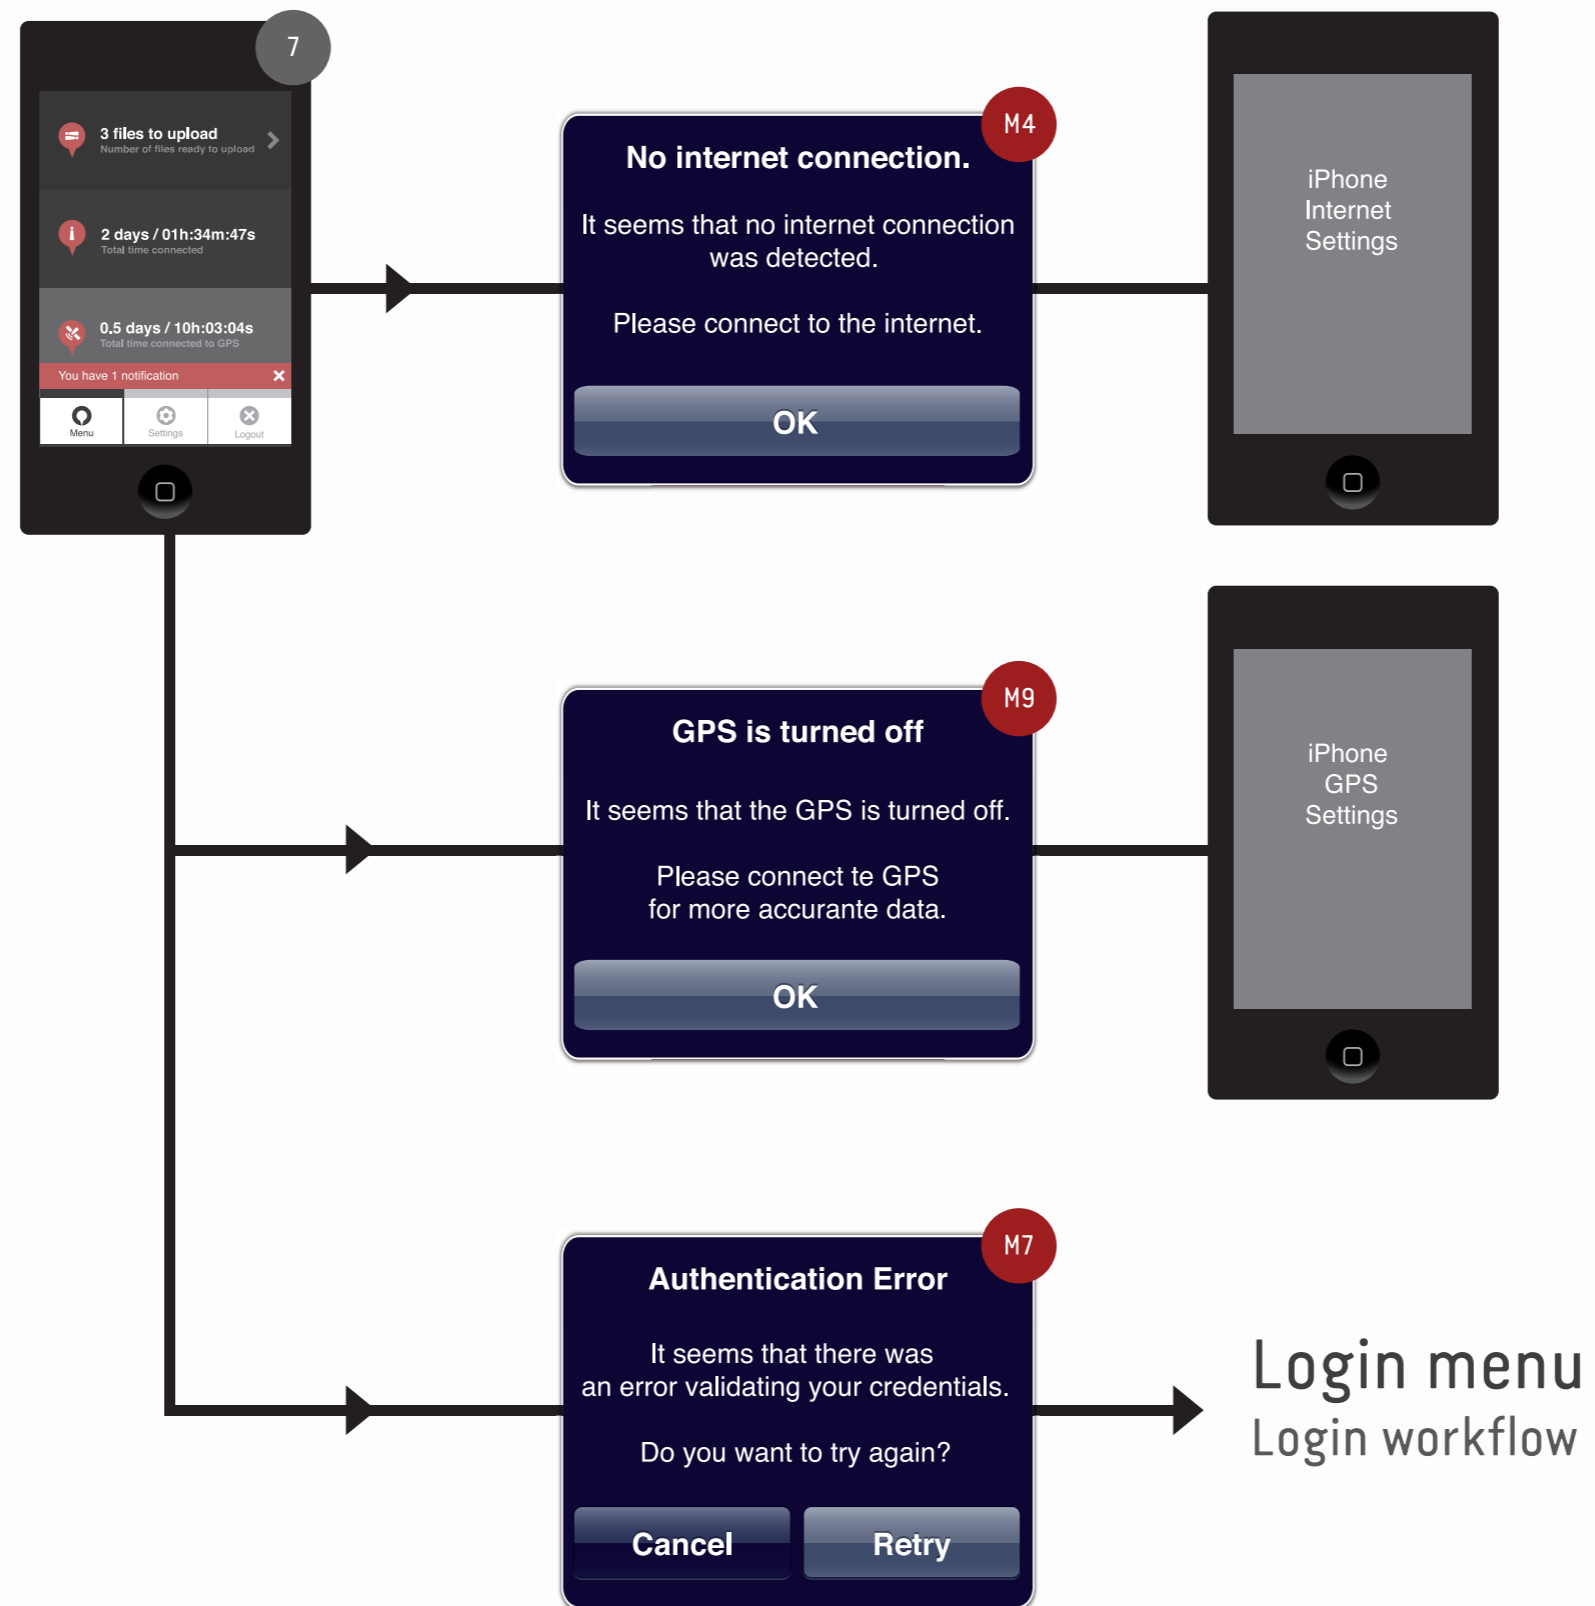 7
3 files to upload
Number of files ready to upload
2 days / 01h:34m:47s
Total time connected
0.5 days / 10h:03:04s
Total time connected to GPS
You have 1 notification
Menu
Settings
Logout
M4
No internet connection.
It seems that no internet connection
was detected.
Please connect to the internet.
OK
iPhone
Internet
Settings
M9
GPS is turned off
It seems that the GPS is turned off.
Please connect te GPS
for more accurante data.
OK
iPhone
GPS
Settings
M7
Authentication Error
It seems that there was
an error validating your credentials.
Do you want to try again?
Cancel
Retry
Login menu
Login workflow